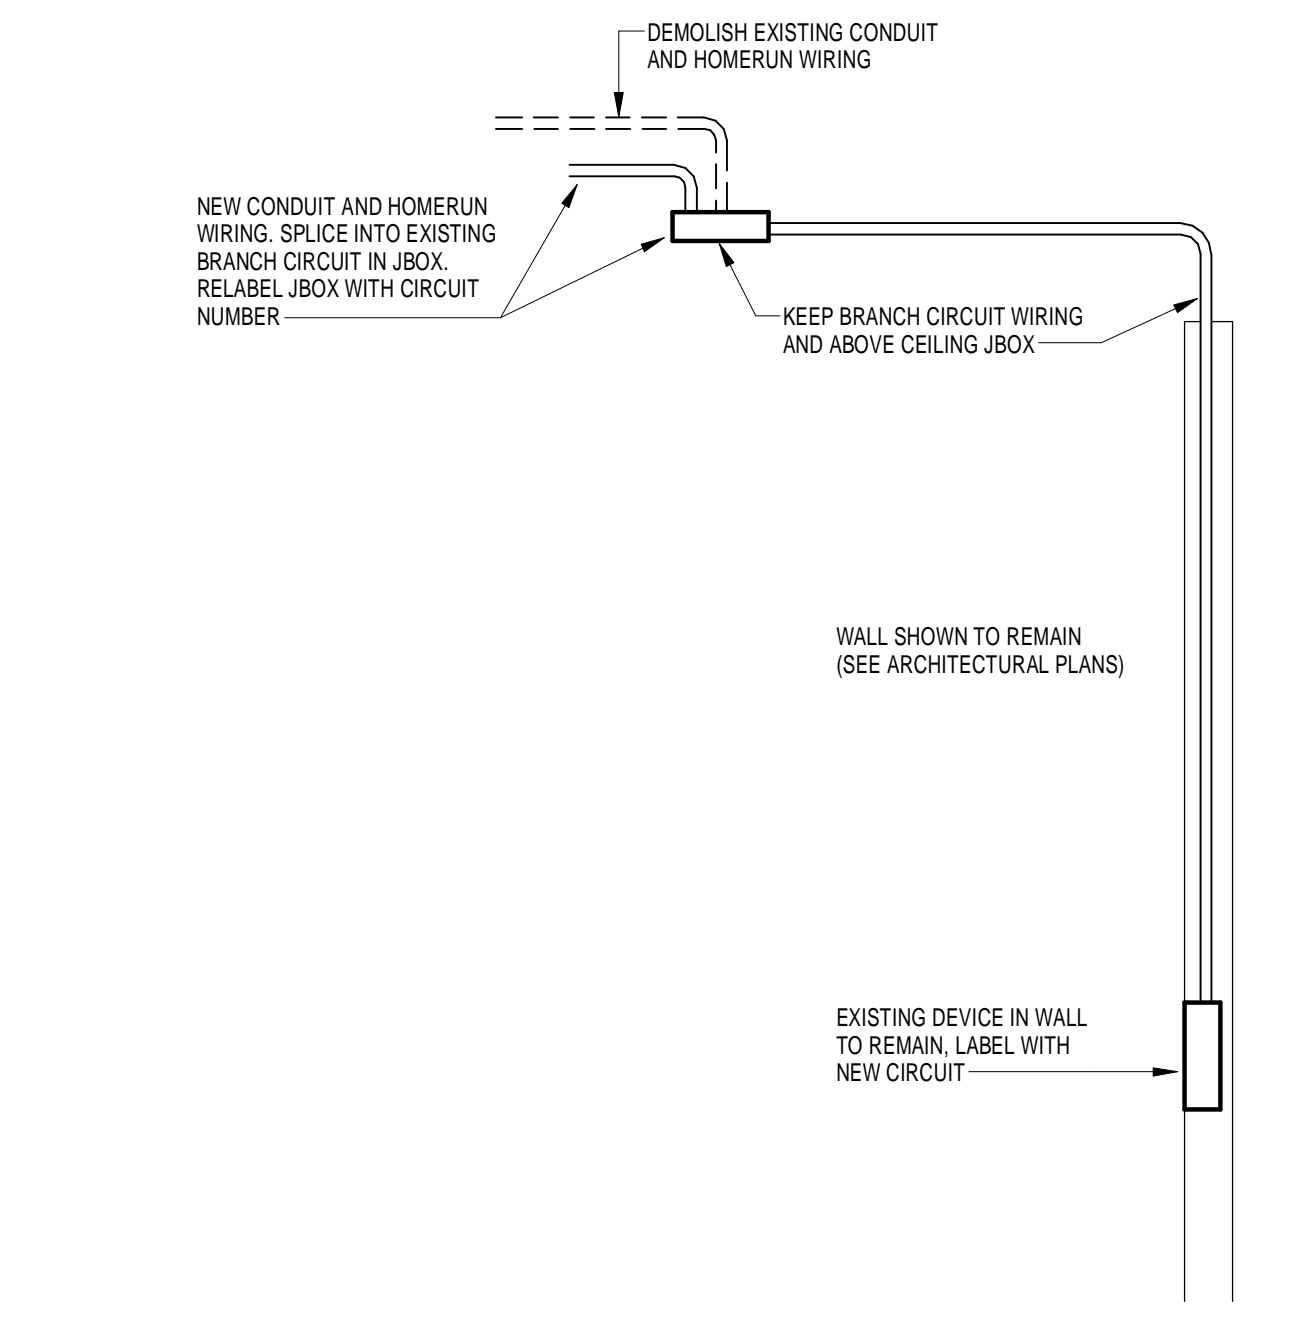 DEMOLISH EXISTING CONDUIT
AND HOMERUN WIRING
NEW CONDUIT AND HOMERUN
WIRING. SPLICE INTO EXISTING
BRANCH CIRCUIT IN JBOX.
RELABEL JBOX WITH CIRCUIT
NUMBER
KEEP BRANCH CIRCUIT WIRING
AND ABOVE CEILING JBOX
WALL SHOWN TO REMAIN
(SEE ARCHITECTURAL PLANS)
EXISTING DEVICE IN WALL
TO REMAIN, LABEL WITH
NEW CIRCUIT